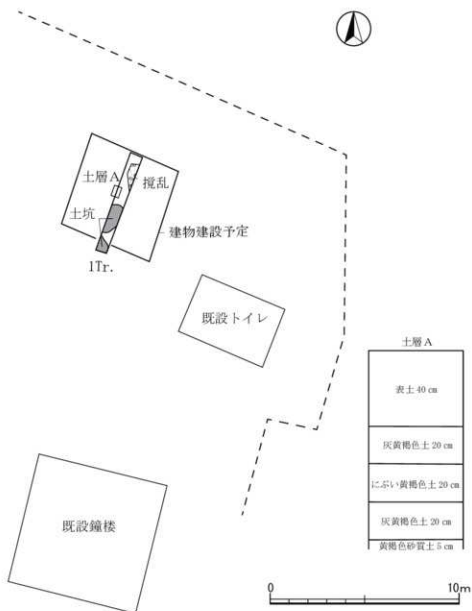 土層A
攪乱
土坑
建物建設予定
1Tr.
既設トイレ
土層A
表土 40 cm
灰黄褐色土 20 cm
にぶい黄褐色土 20 cm
灰黄褐色土 20 cm
黄褐色砂質土 5 cm
既設鐘楼
0 10m